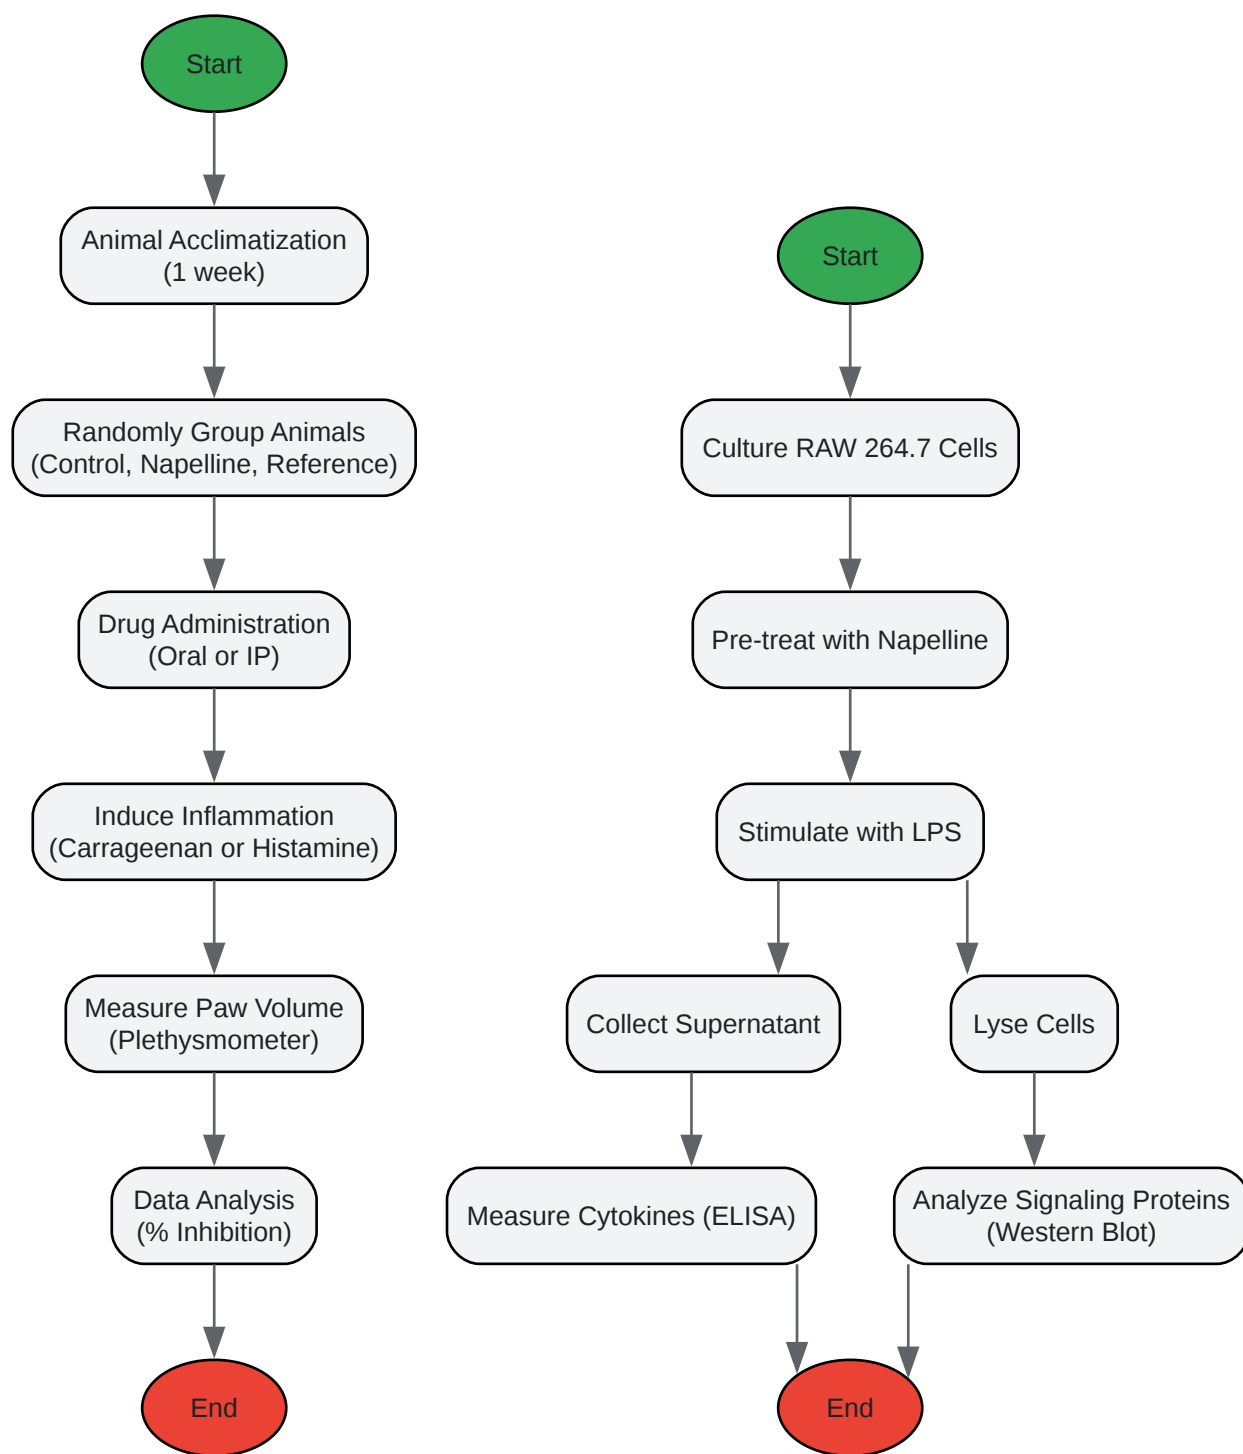 Start
Animal Acclimatization
(1 week)
Randomly Group Animals
(Control, Napelline, Reference)
Drug Administration
(Oral or IP)
Induce Inflammation
(Carrageenan or Histamine)
Measure Paw Volume
(Plethysmometer)
Data Analysis
(% Inhibition)
End
Start
Culture RAW 264.7 Cells
Pre-treat with Napelline
Stimulate with LPS
Collect Supernatant
Lyse Cells
Measure Cytokines (ELISA)
Analyze Signaling Proteins
(Western Blot)
End